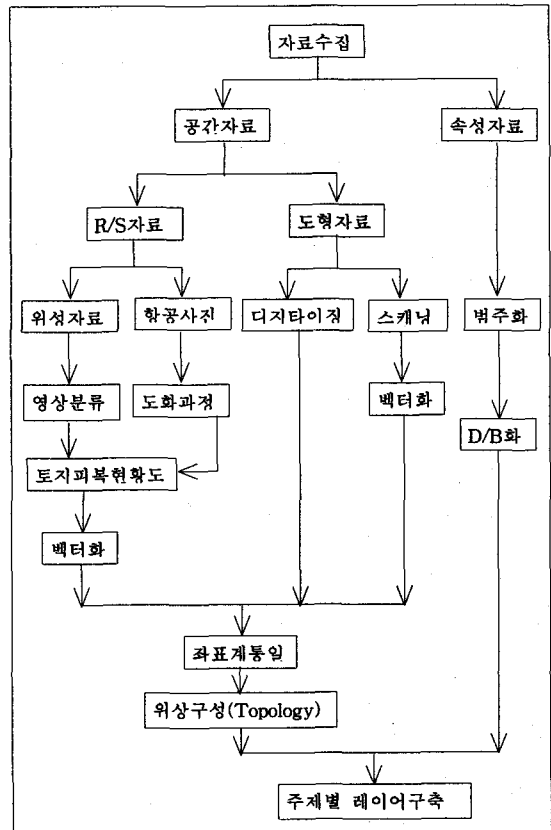 자료수집
공간자료
속성자료
R/S자료
도형자료
위성자료
항공사진
디지타이징
스캐닝
범주화
영상분류
도화과정
벡터화
D/B화
토지피복현황도
벡터화
좌표계통일
위상구성(Topology)
주제별 레이어구축